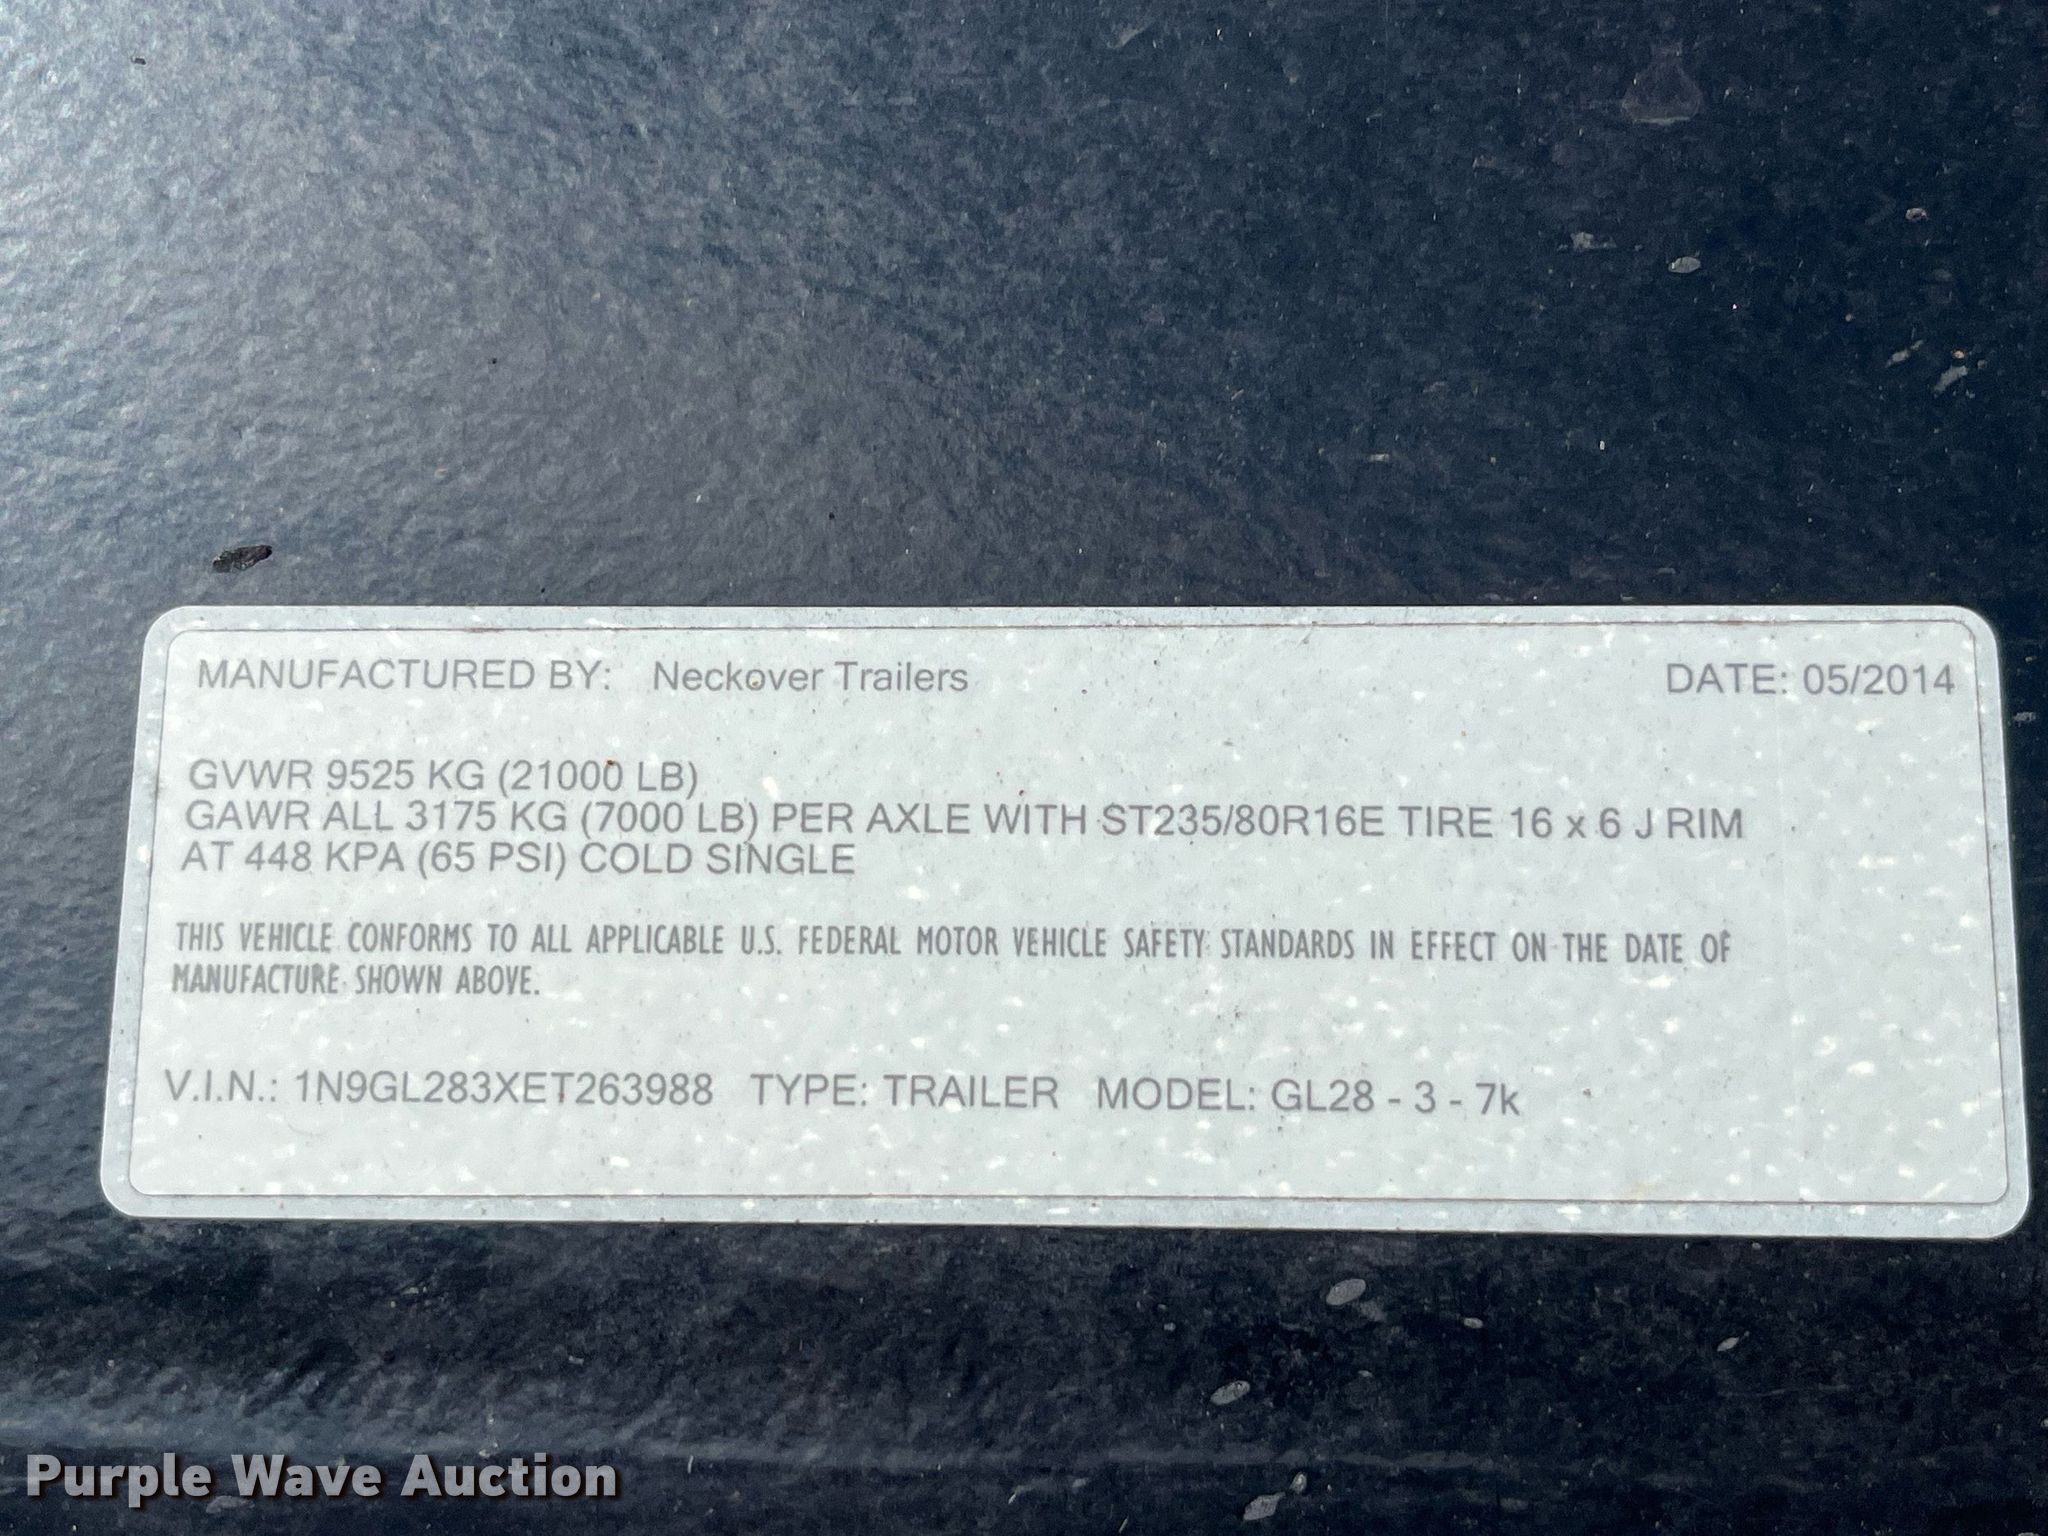 MANUFACTURED BY: Neckover Trailers DATE: 05/2014
GVWR 9525 KG (21000 LB)
GAWR ALL 3175 KG (7000 LB) PER AXLE WITH ST235/80R16E TIRE 16 x 6 J RIM
AT 448 KPA (65 PSI) COLD SINGLE
THIS VEHICLE CONFORMS TO ALL APPLICABLE U.S. FEDERAL MOTOR VEHICLE SAFETY STANDARDS IN EFFECT ON THE DATE OF
MANUFACTURE SHOWN ABOVE.
V.I.N.: 1N9GL283XET263988 TYPE: TRAILER MODEL: GL28 - 3 - 7k
Purple Wave Auction